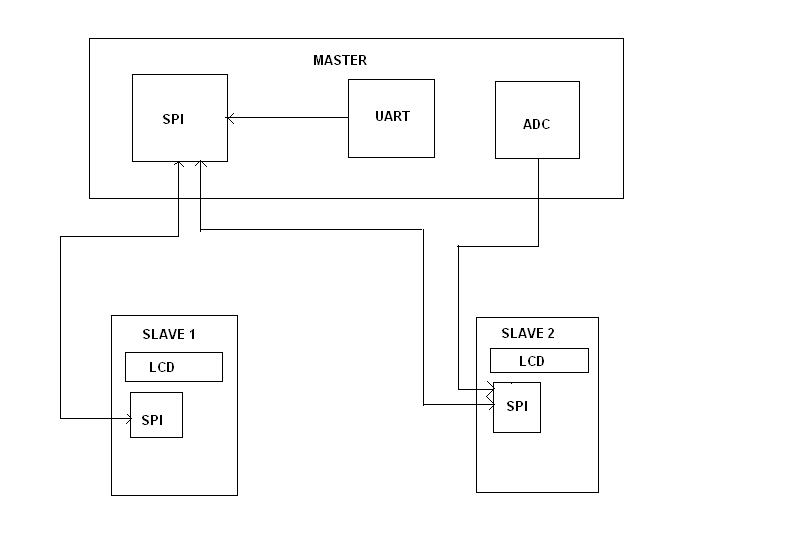 MASTER
SPI
UART
ADC
SLAVE 1
LCD
SPI
SLAVE 2
LCD
SPI